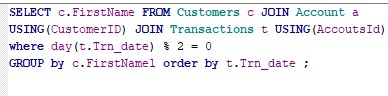 SELECT c.FirstName FROM Customers c JOIN Account a
USING(CustomerID) JOIN Transactions t USING(AccoutsId)
where day(t.Trn_date) % 2 = 0
GROUP by c.FirstNamel order by t.Trn_date ;